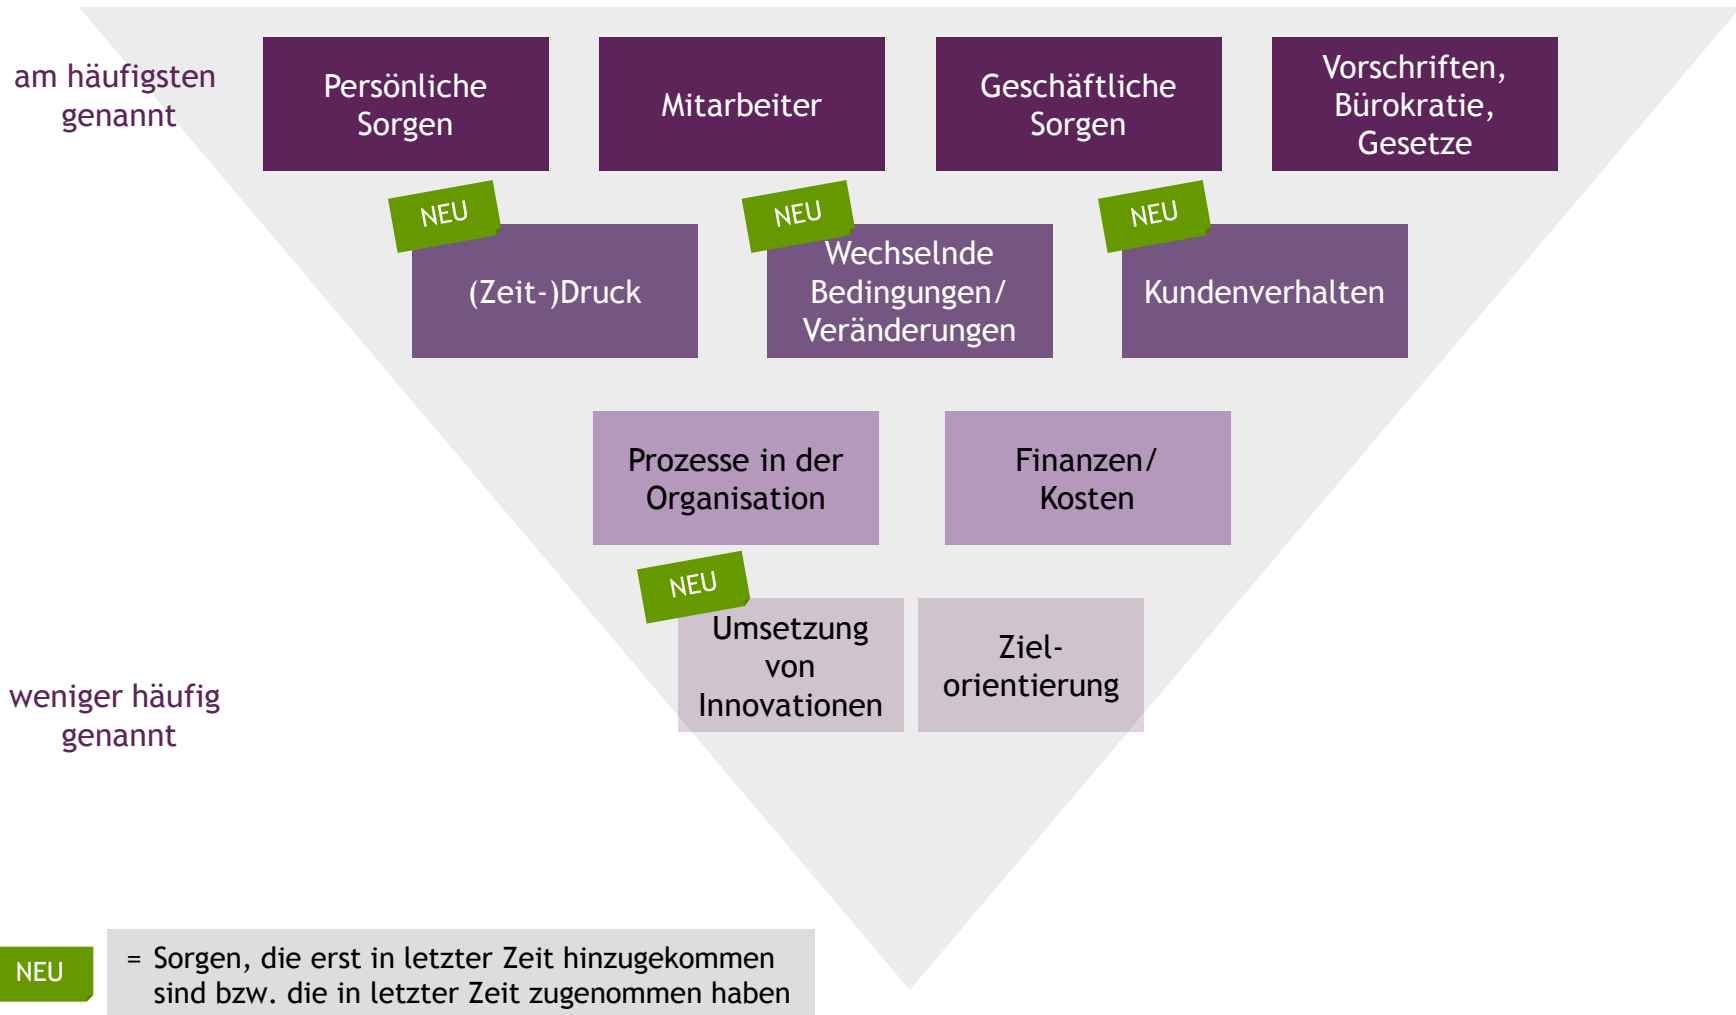 am häufigsten
genannt
Persönliche
Sorgen
Mitarbeiter
Geschäftliche
Sorgen
Vorschriften,
Bürokratie,
Gesetze
NEU
(Zeit-)Druck
NEU
Wechselnde
Bedingungen/
Veränderungen
NEU
Kundenverhalten
Prozesse in der
Organisation
Finanzen/
Kosten
NEU
Umsetzung
von
Innovationen
Ziel-
orientierung
weniger häufig
genannt
NEU
= Sorgen, die erst in letzter Zeit hinzugekommen
sind bzw. die in letzter Zeit zugenommen haben